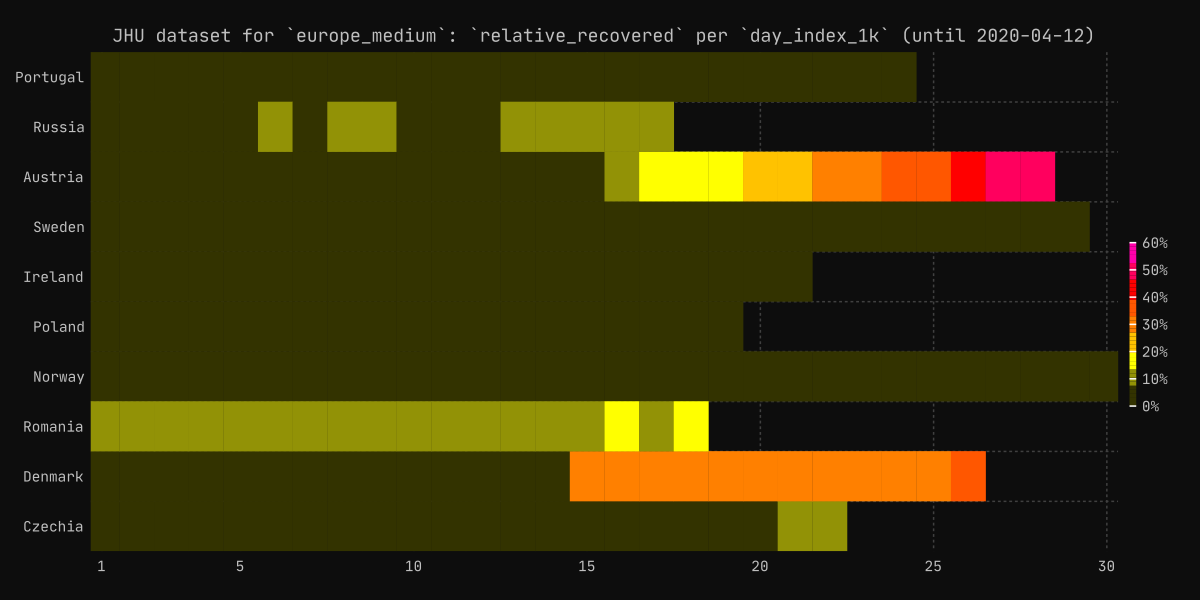 JHU dataset for `europe_medium`: `relative_recovered` per `day_index_1k` (until 2020-04-12)
Portugal
Russia
Austria
Sweden
Ireland
Poland
Norway
Romania
Denmark
Czechia
60%
50%
40%
30%
20%
10%
0%
1 5 10 15 20 25 30